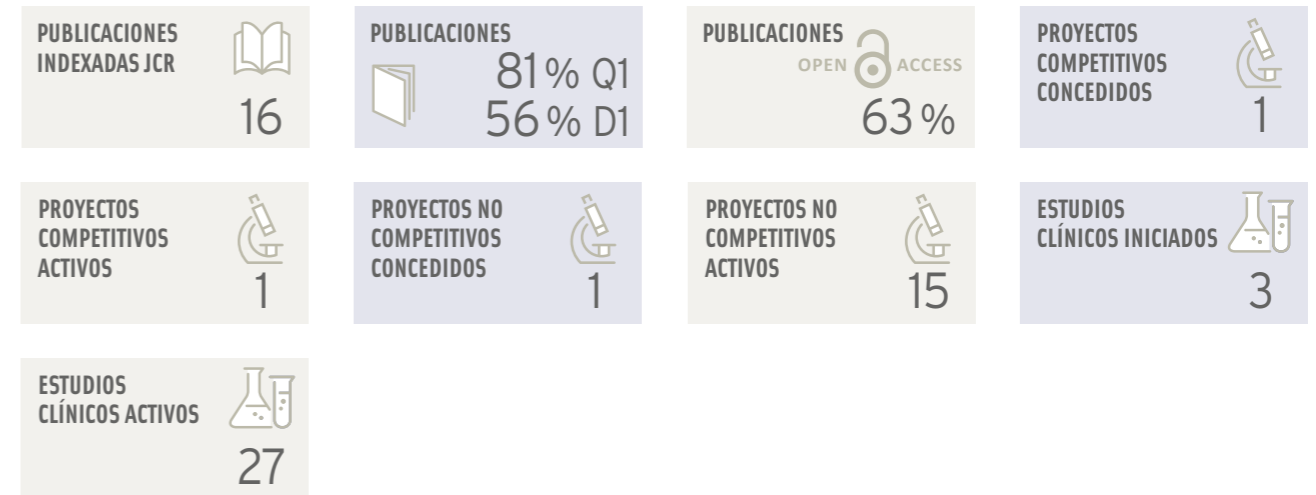 PUBLICACIONES
INDEXADAS JCR
16
PUBLICACIONES
81% Q1
56% D1
PUBLICACIONES
OPEN ACCESS
63%
PROYECTOS
COMPETITIVOS
CONCEDIDOS
1
PROYECTOS
COMPETITIVOS
ACTIVOS
1
PROYECTOS NO
COMPETITIVOS
CONCEDIDOS
1
PROYECTOS NO
COMPETITIVOS
ACTIVOS
15
ESTUDIOS
CLÍNICOS INICIADOS
3
ESTUDIOS
CLÍNICOS ACTIVOS
27